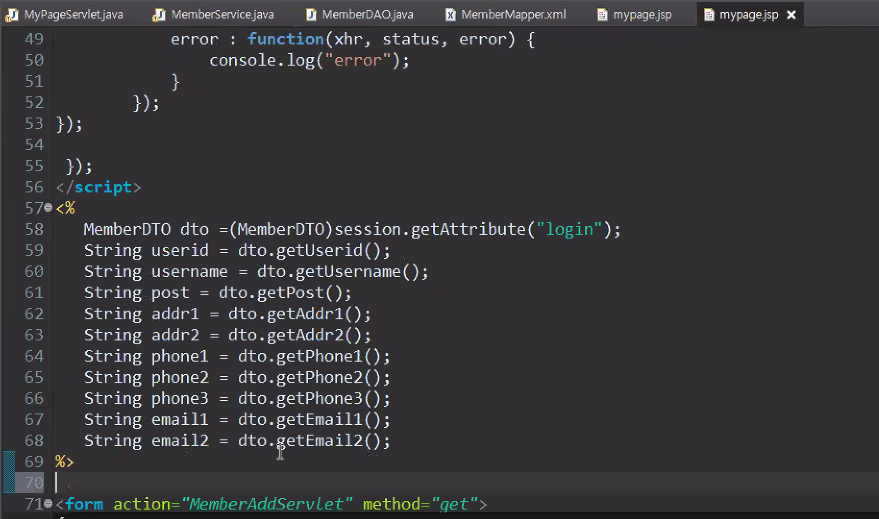 MyPageServlet.java MemberService.java MemberDAO.java MemberMapper.xml mypage.jsp mypage.jsp
49 error : function(xhr, status, error) {
50 console.log("error");
51 }
52 });
53 });
54
55 });
56 </script>
57 <%
58 MemberDTO dto =(MemberDTO)session.getAttribute("login");
59 String userid = dto.getUserid();
60 String username = dto.getUsername();
61 String post = dto.getPost();
62 String addr1 = dto.getAddr1();
63 String addr2 = dto.getAddr2();
64 String phone1 = dto.getPhone1();
65 String phone2 = dto.getPhone2();
66 String phone3 = dto.getPhone3();
67 String email1 = dto.getEmail1();
68 String email2 = dto.getEmail2();
69 %>
70
71 <form action="MemberAddServlet" method="get">